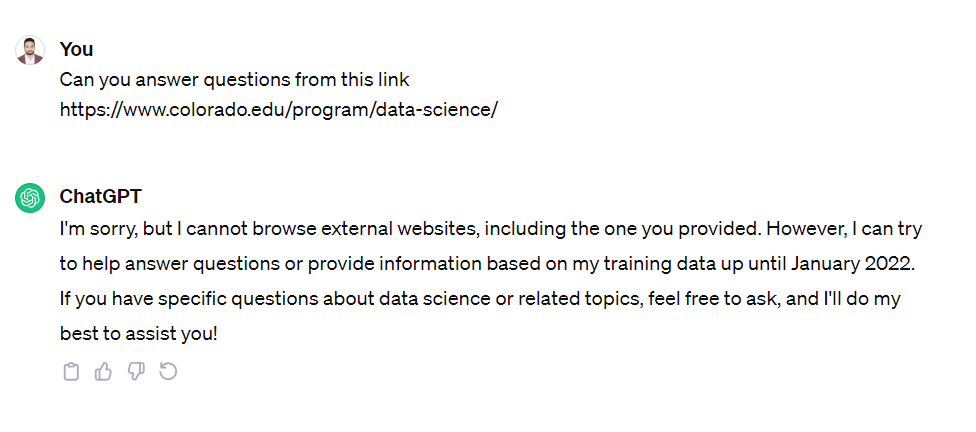 You
Can you answer questions from this link
https://www.colorado.edu/program/data-science/
ChatGPT
I'm sorry, but I cannot browse external websites, including the one you provided. However, I can try
to help answer questions or provide information based on my training data up until January 2022.
If you have specific questions about data science or related topics, feel free to ask, and I'll do my
best to assist you!